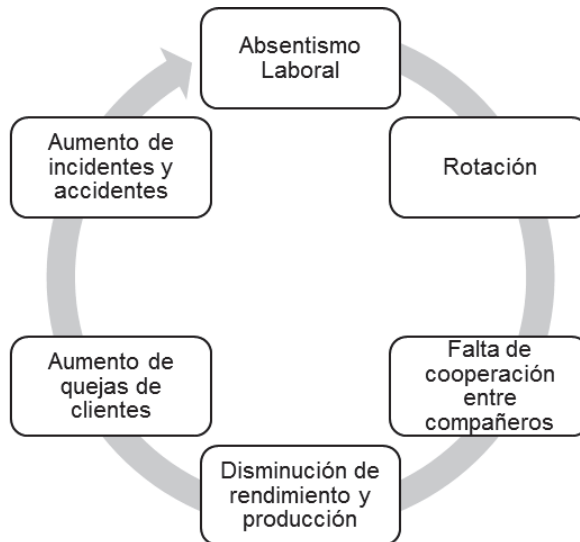 Absentismo
Laboral
Rotación
Falta de
cooperación
entre
compañeros
Disminución de
rendimiento y
producción
Aumento de
quejas de
clientes
Aumento de
incidentes y
accidentes